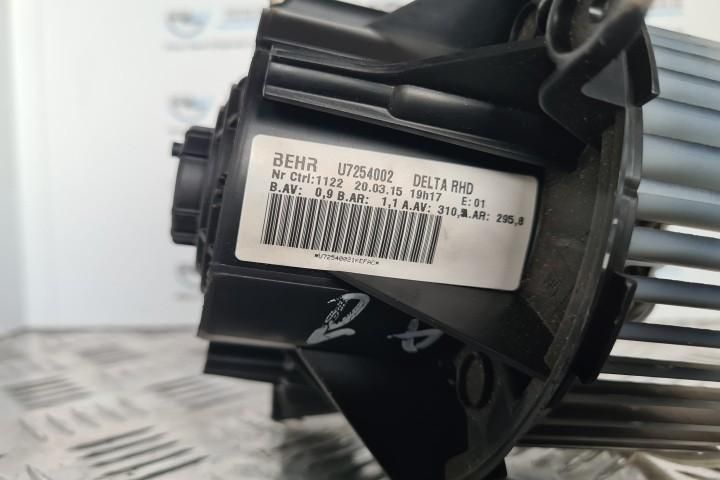 BEHR U7254002 DELTA RHD
Nr Ctrl:1122 20.03.15 19h17 E:01
B.AV: 0,9 B.AR: 1,1 A.AV: 310, A.AR: 295,8